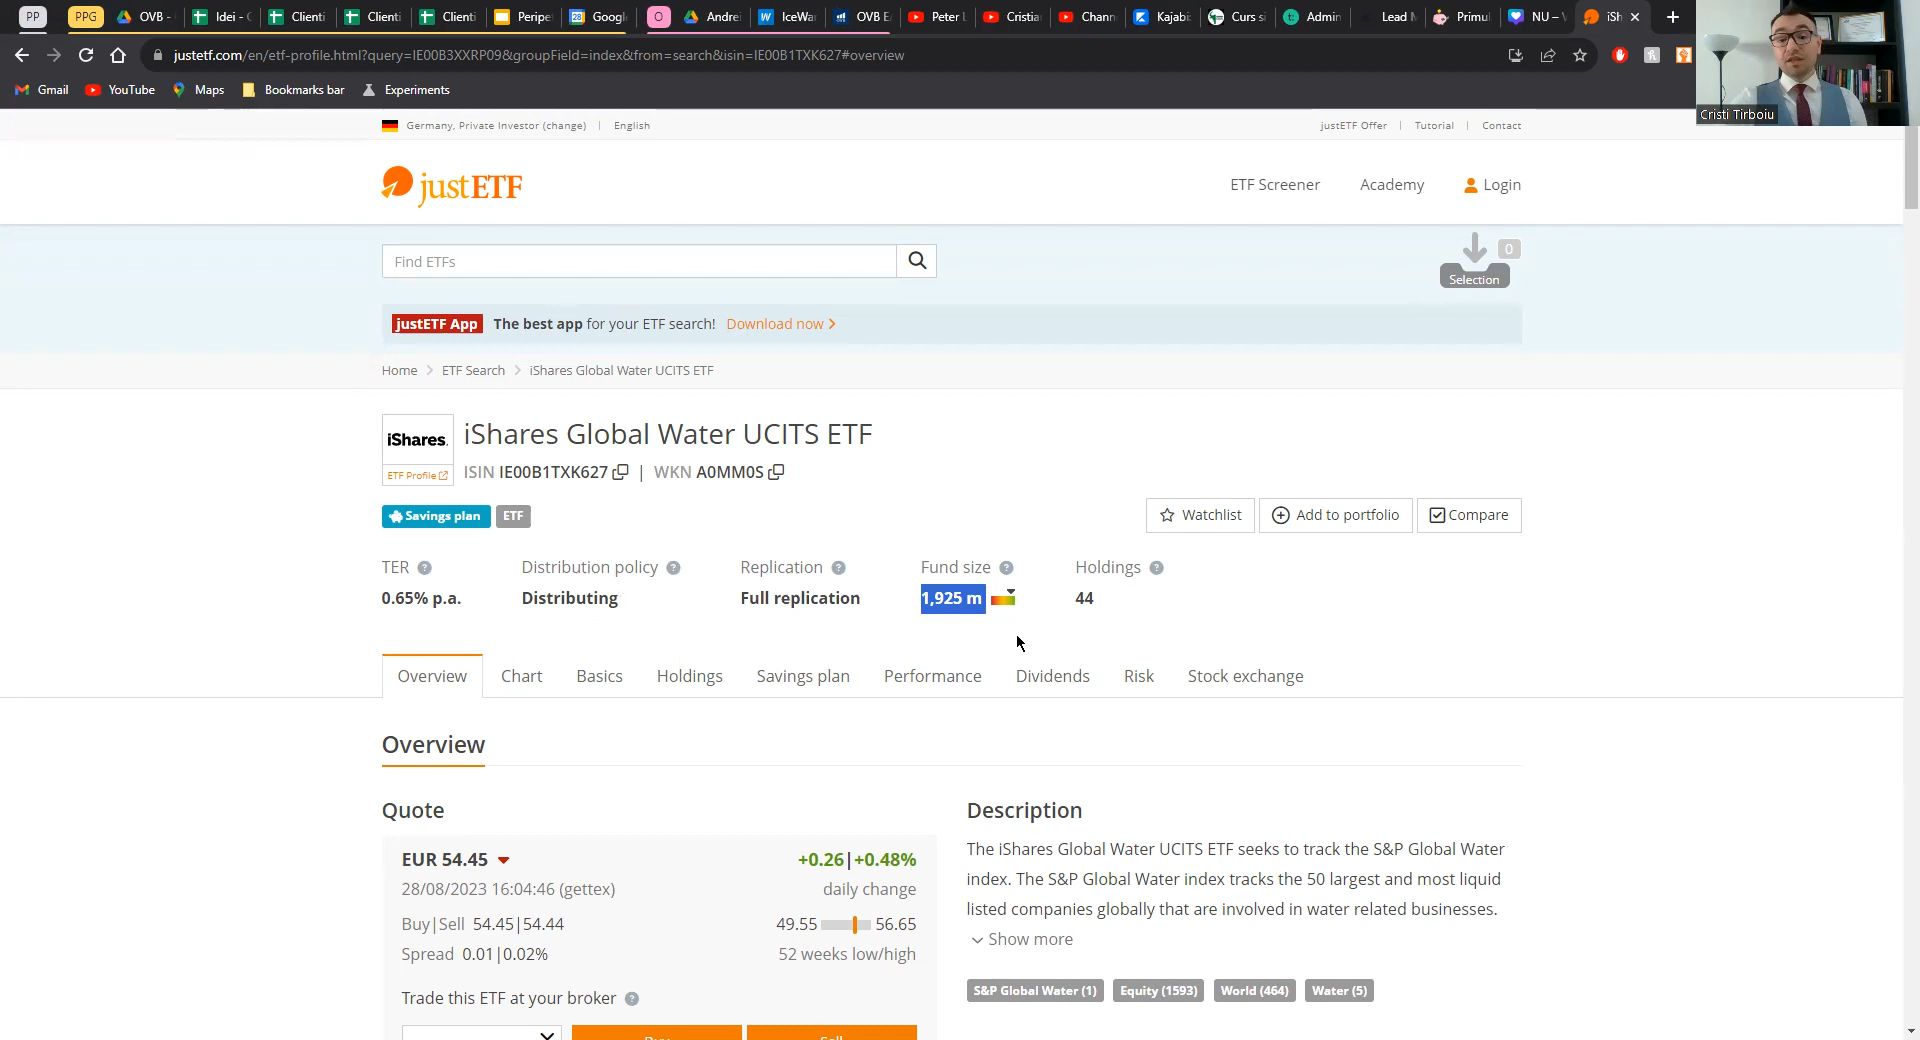 PP PPG OVB - Idei - C Clienti Clienti Clienti Peripe Google O Andrei IceWar OVB EA Peter L Cristia Chann Kajabi Curs si Admin Lead M Primul NU – V iSh
justetf.com/en/etf-profile.html?query=IE00B3XXRP09&groupField=index&from=search&isin=IE00B1TXK627#overview
Gmail YouTube Maps Bookmarks bar Experiments
Cristi Tirboiu
Germany, Private Investor (change) | English justETF Offer | Tutorial | Contact
justETF ETF Screener Academy Login
Find ETFs 0
Selection
justETF App The best app for your ETF search! Download now
Home ETF Search iShares Global Water UCITS ETF
iShares. iShares Global Water UCITS ETF
ETF Profile ISIN IE00B1TXK627 | WKN A0MM0S
Savings plan ETF Watchlist Add to portfolio Compare
TER ? Distribution policy ? Replication ? Fund size ? Holdings ?
0.65% p.a. Distributing Full replication 1,925 m 44
Overview Chart Basics Holdings Savings plan Performance Dividends Risk Stock exchange
Overview
Quote
EUR 54.45 +0.26|+0.48%
28/08/2023 16:04:46 (gettex) daily change
Buy|Sell 54.45|54.44 49.55 56.65
Spread 0.01|0.02% 52 weeks low/high
Trade this ETF at your broker ?
Buy Sell
Description
The iShares Global Water UCITS ETF seeks to track the S&P Global Water
index. The S&P Global Water index tracks the 50 largest and most liquid
listed companies globally that are involved in water related businesses.
Show more
S&P Global Water (1) Equity (1593) World (464) Water (5)